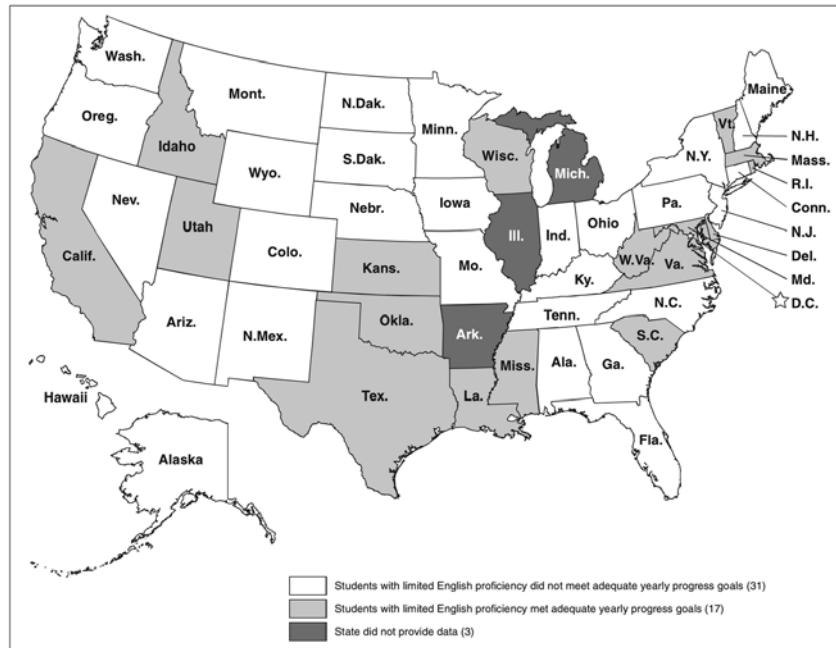 Wash.
Mont.
N.Dak.
Minn.
Maine
Oreg.
Idaho
Wyo.
S.Dak.
Wisc.
Mich.
N.Y.
Vt.
N.H.
Mass.
R.I.
Conn.
N.J.
Del.
Md.
D.C.
Nev.
Utah
Colo.
Nebr.
Iowa
Ill.
Ind.
Ohio
Pa.
Calif.
Kans.
Mo.
Ky.
W.Va.
Va.
Ariz.
N.Mex.
Okla.
Ark.
Tenn.
N.C.
S.C.
Tex.
La.
Miss.
Ala.
Ga.
Fla.
Hawaii
Alaska
Students with limited English proficiency did not meet adequate yearly progress goals (31)
Students with limited English proficiency met adequate yearly progress goals (17)
State did not provide data (3)